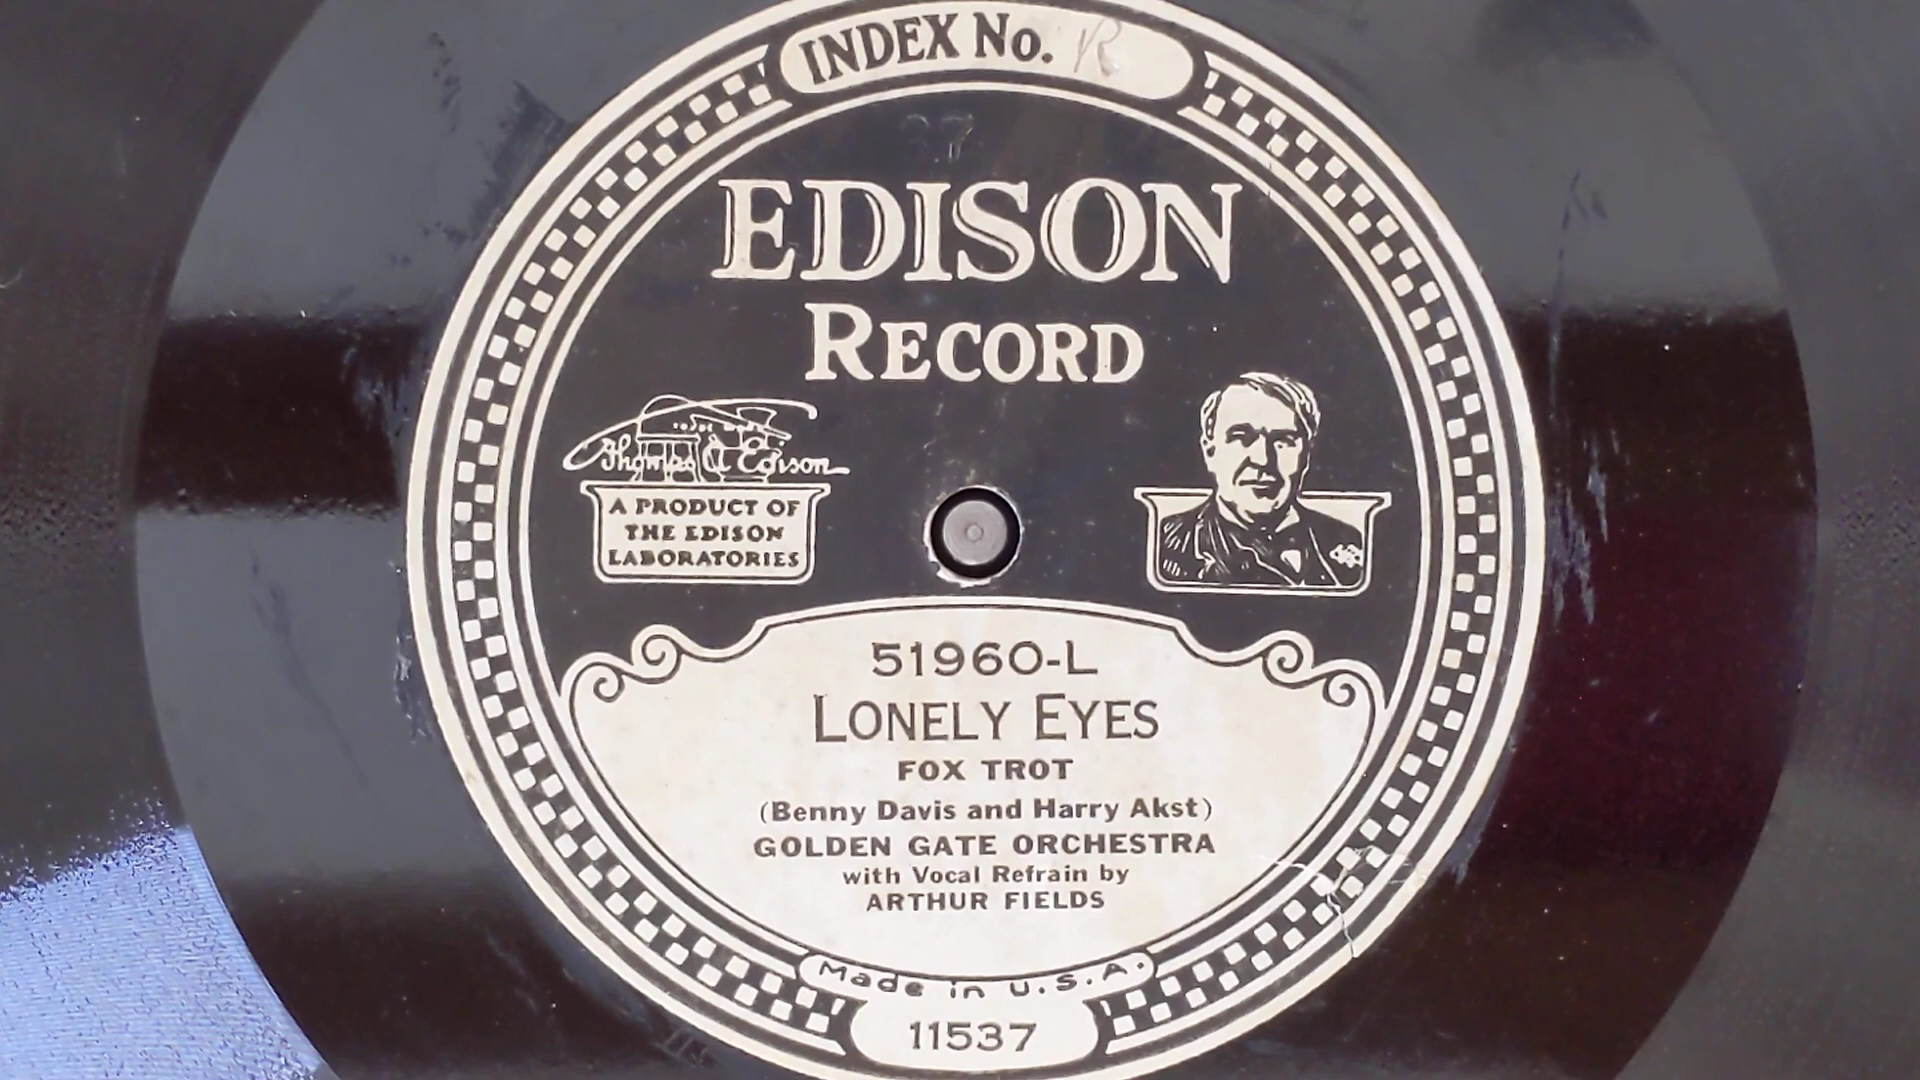 INDEX No. R
37
EDISON
RECORD
Thomas A Edison
A PRODUCT OF
THE EDISON
LABORATORIES
51960-L
LONELY EYES
FOX TROT
(Benny Davis and Harry Akst)
GOLDEN GATE ORCHESTRA
with Vocal Refrain by
ARTHUR FIELDS
Made in U.S.A.
11537